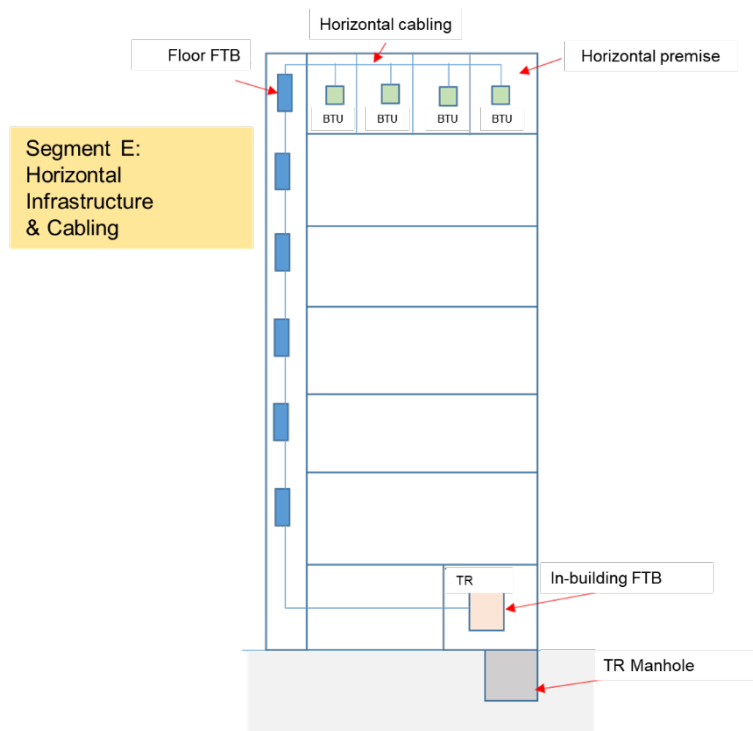 Horizontal cabling
Floor FTB
Horizontal premise
BTU
BTU
BTU
BTU
Segment E:
Horizontal
Infrastructure
& Cabling
TR
In-building FTB
TR Manhole